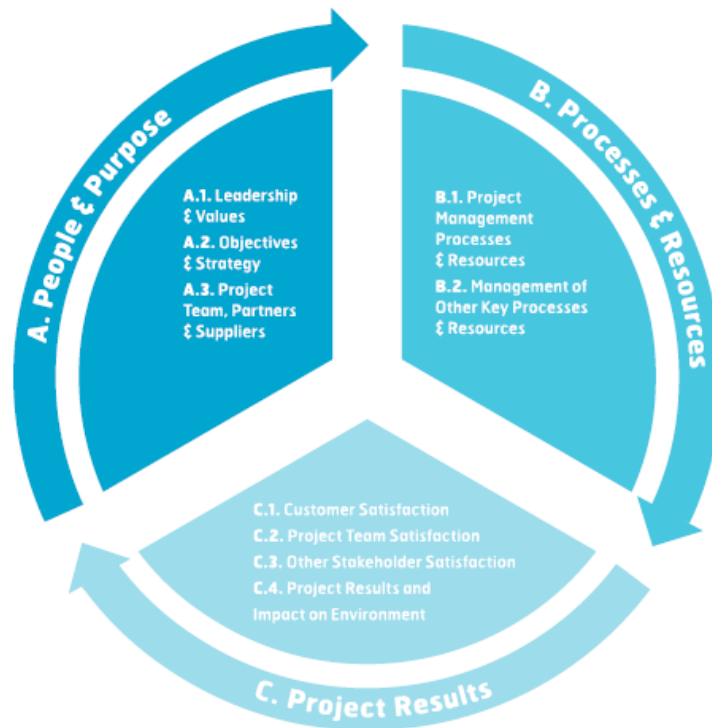 A. People & Purpose
A.1. Leadership
& Values
A.2. Objectives
& Strategy
A.3. Project
Team, Partners
& Suppliers
B. Processes & Resources
B.1. Project
Management
Processes
& Resources
B.2. Management of
Other Key Processes
& Resources
C.1. Customer Satisfaction
C.2. Project Team Satisfaction
C.3. Other Stakeholder Satisfaction
C.4. Project Results and
Impact on Environment
C. Project Results